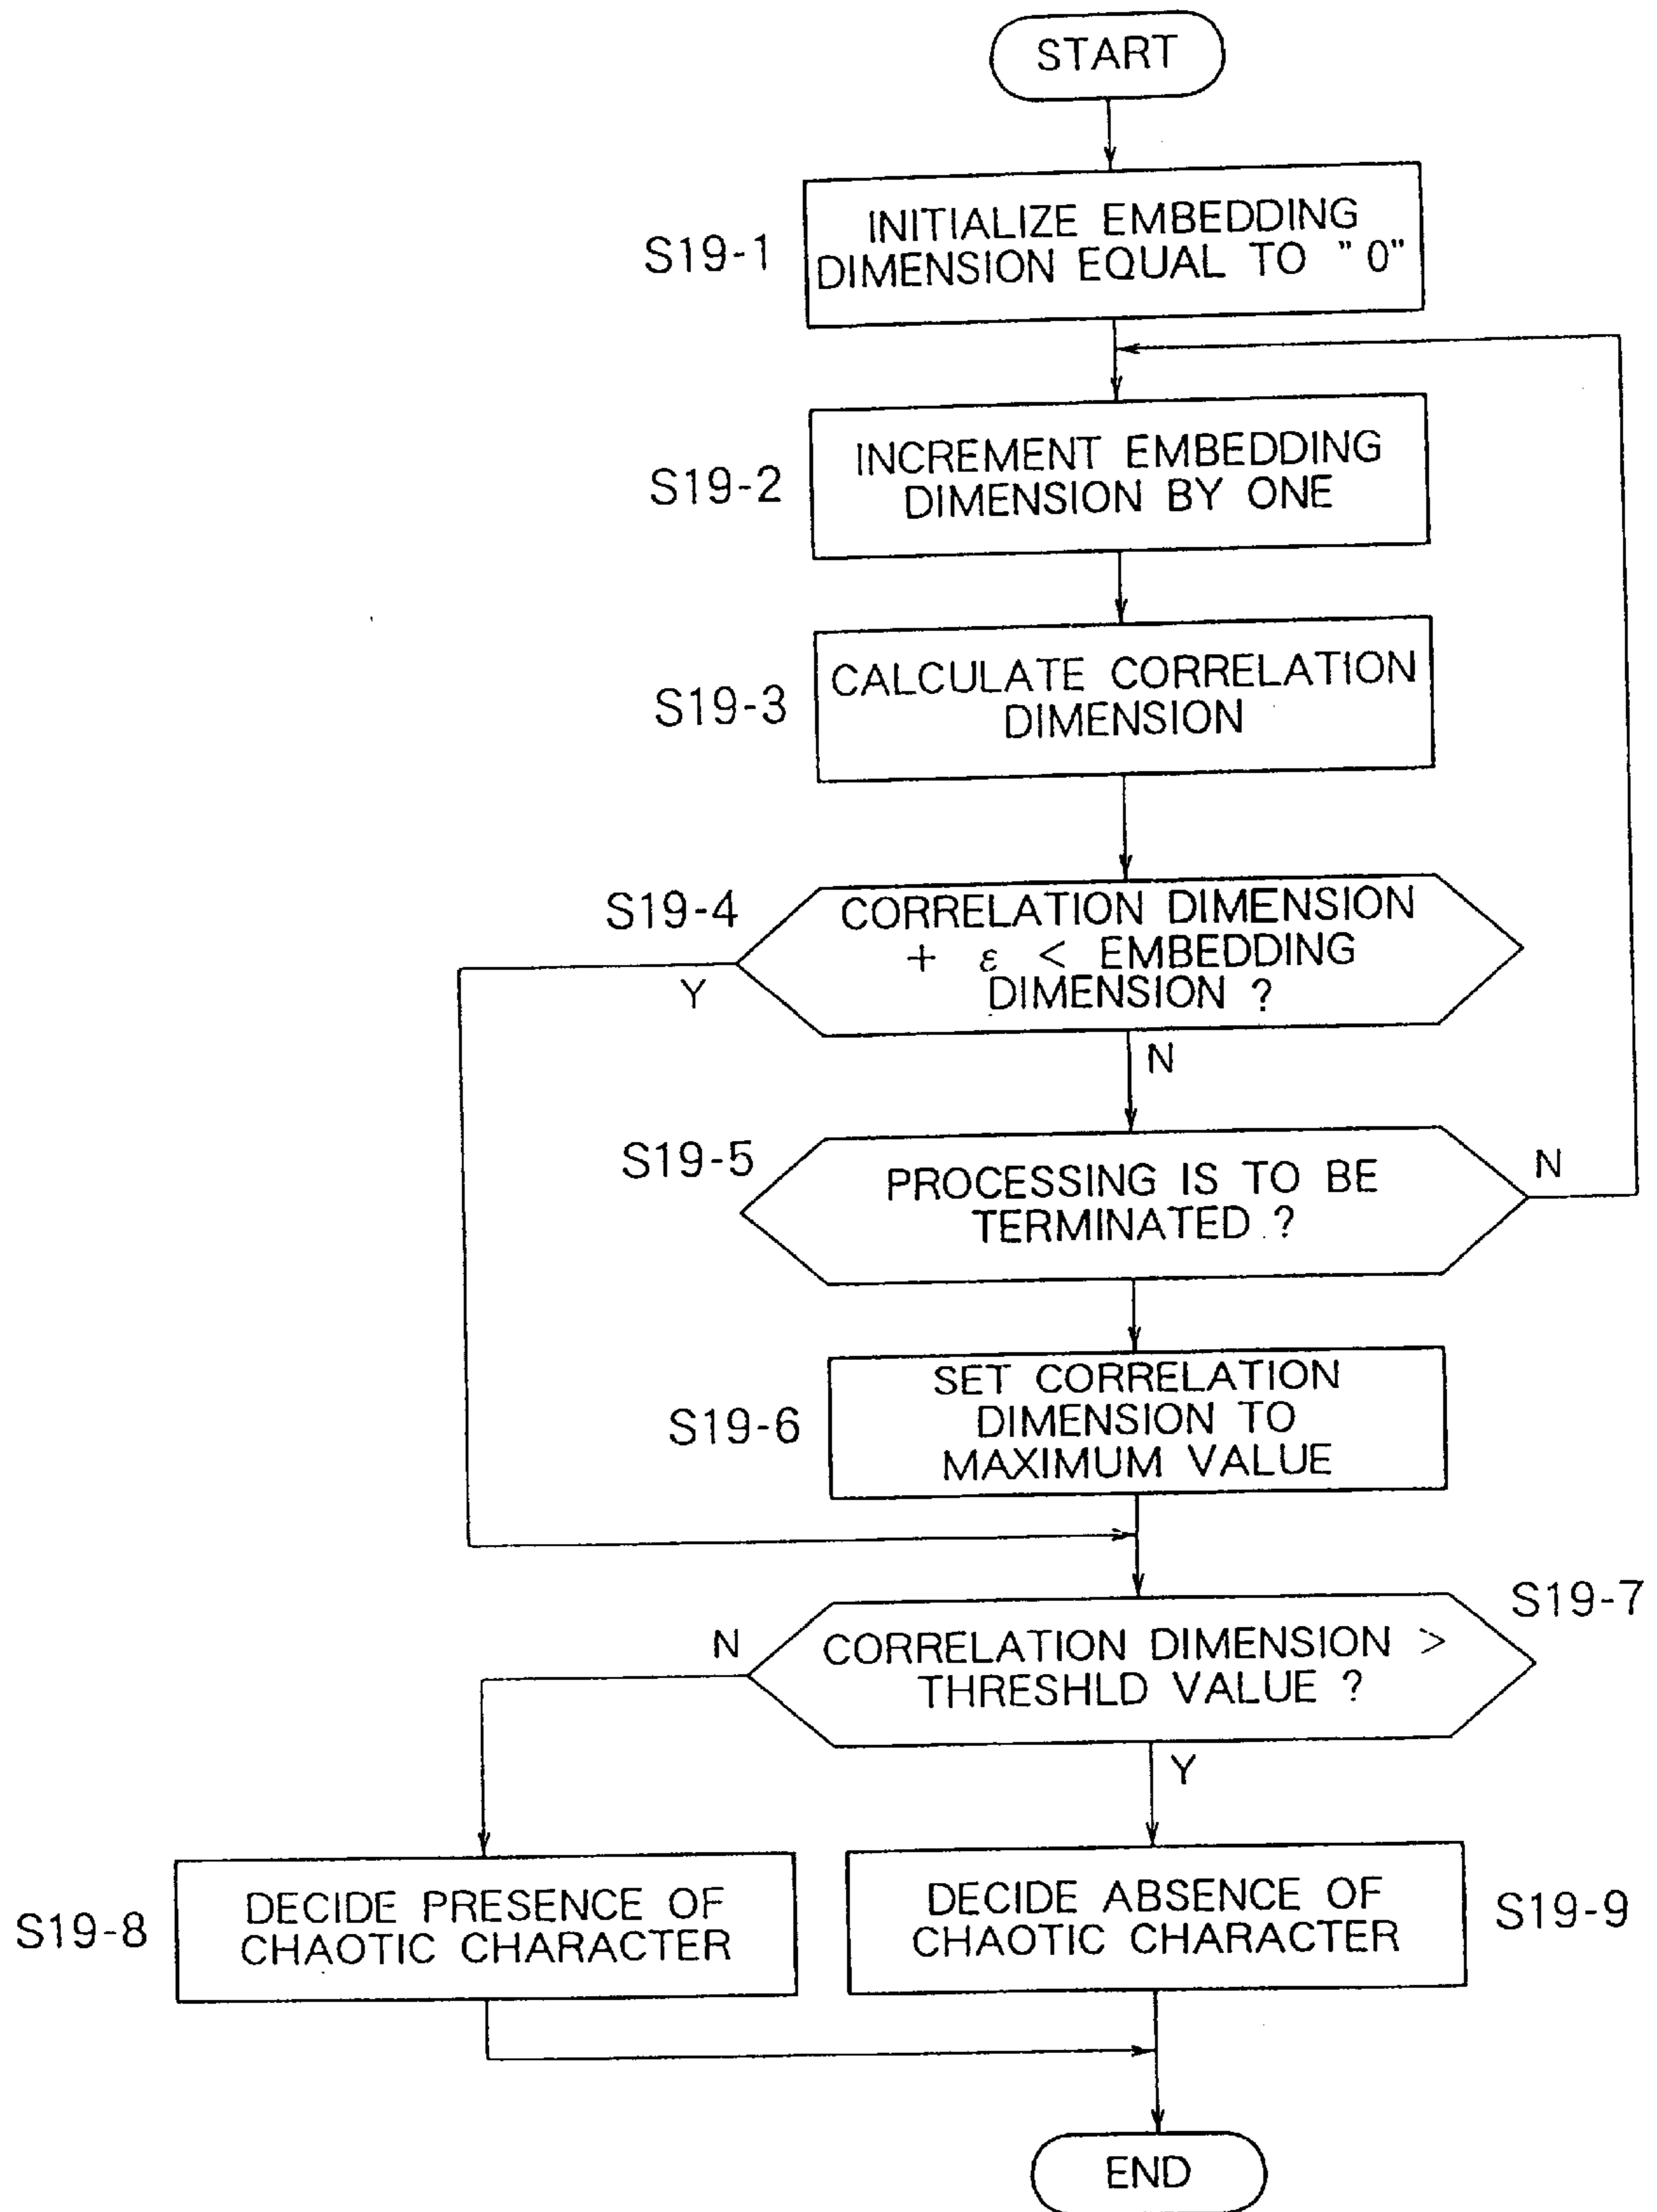 START
S19-1
INITIALIZE EMBEDDING
DIMENSION EQUAL TO "0"
S19-2
INCREMENT EMBEDDING
DIMENSION BY ONE
S19-3
CALCULATE CORRELATION
DIMENSION
S19-4
CORRELATION DIMENSION
+ ε < EMBEDDING
DIMENSION ?
Y
N
S19-5
PROCESSING IS TO BE
TERMINATED ?
N
S19-6
SET CORRELATION
DIMENSION TO
MAXIMUM VALUE
S19-7
N
CORRELATION DIMENSION >
THRESHLD VALUE ?
Y
S19-8
DECIDE PRESENCE OF
CHAOTIC CHARACTER
DECIDE ABSENCE OF
CHAOTIC CHARACTER
S19-9
END